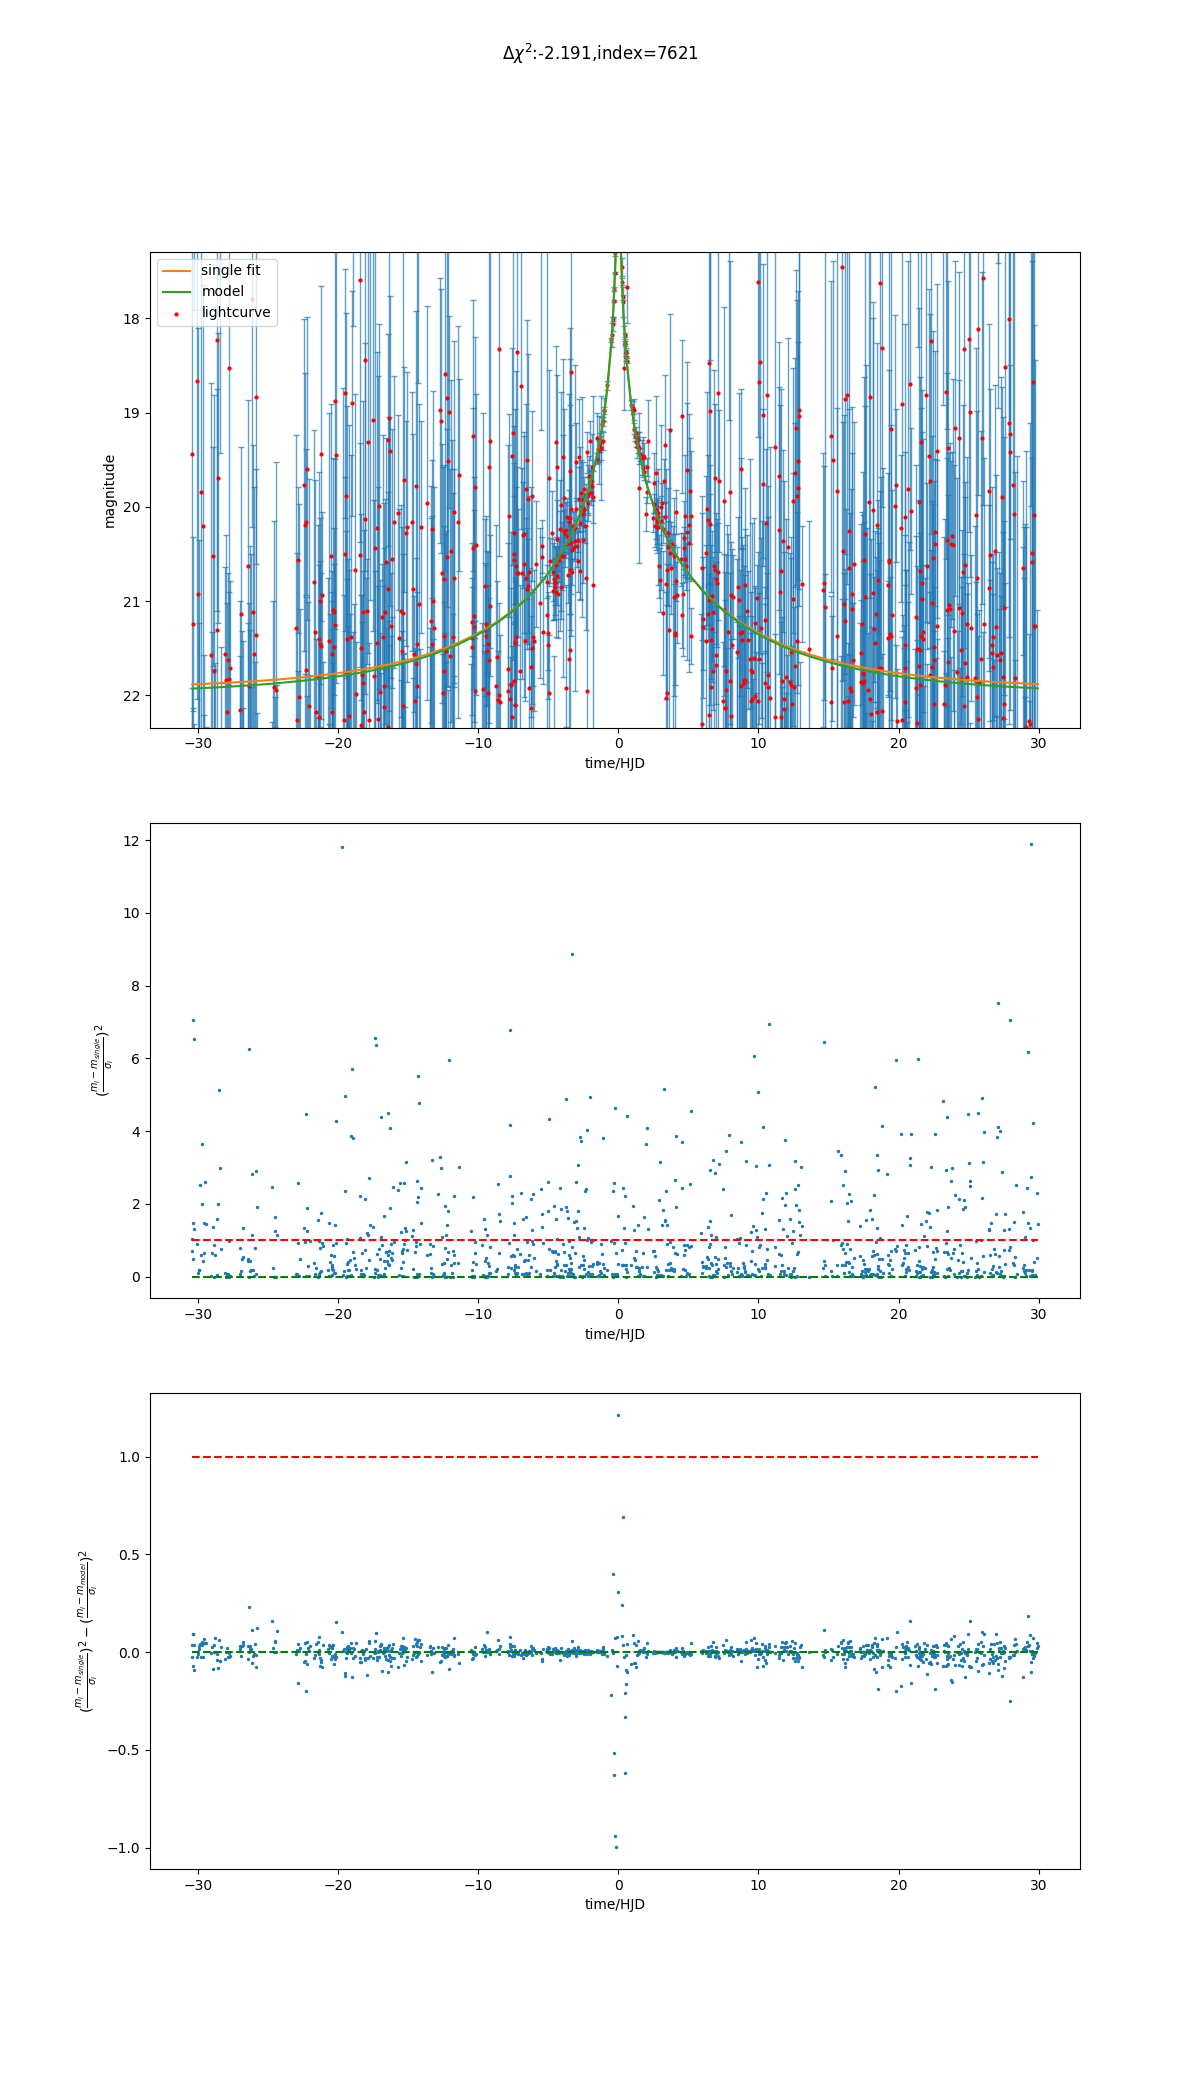 Δχ²:-2.191,index=7621
single fit
model
lightcurve
magnitude
18
19
20
21
22
−30 −20 −10 0 10 20 30
time/HJD
(m_i − m_single / σ_i)²
12
10
8
6
4
2
0
−30 −20 −10 0 10 20 30
time/HJD
(m_i − m_single / σ_i)² − (m_i − m_model / σ_i)²
1.0
0.5
0.0
−0.5
−1.0
−30 −20 −10 0 10 20 30
time/HJD